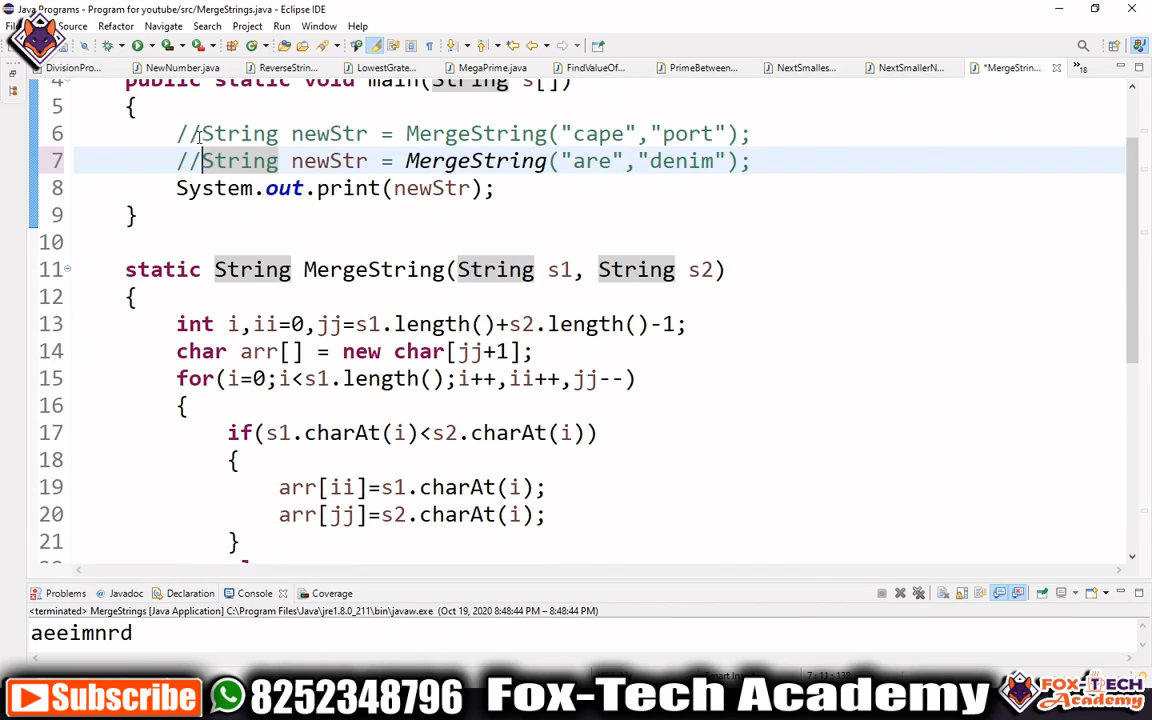 Java Programs - Program for youtube/src/MergeStrings.java - Eclipse IDE
Source Refactor Navigate Search Project Run Window Help
DivisionPro... NewNumber.java ReverseStrin... LowestGrate... MegaPrime.java FindValueOf... PrimeBetween... NextSmalles... NextSmallerN... *MergeStrin... »18
4 public static void main(String s[])
5 {
6 //String newStr = MergeString("cape","port");
7 //String newStr = MergeString("are","denim");
8 System.out.print(newStr);
9 }
10
11 static String MergeString(String s1, String s2)
12 {
13 int i,ii=0,jj=s1.length()+s2.length()-1;
14 char arr[] = new char[jj+1];
15 for(i=0;i<s1.length();i++,ii++,jj--)
16 {
17 if(s1.charAt(i)<s2.charAt(i))
18 {
19 arr[ii]=s1.charAt(i);
20 arr[jj]=s2.charAt(i);
21 }
Problems Javadoc Declaration Console Coverage
<terminated> MergeStrings [Java Application] C:\Program Files\Java\jre1.8.0_211\bin\javaw.exe (Oct 19, 2020 8:48:44 PM – 8:48:44 PM)
aeeimnrd
Subscribe 8252348796 Fox-Tech Academy FOX-TECH
Academy